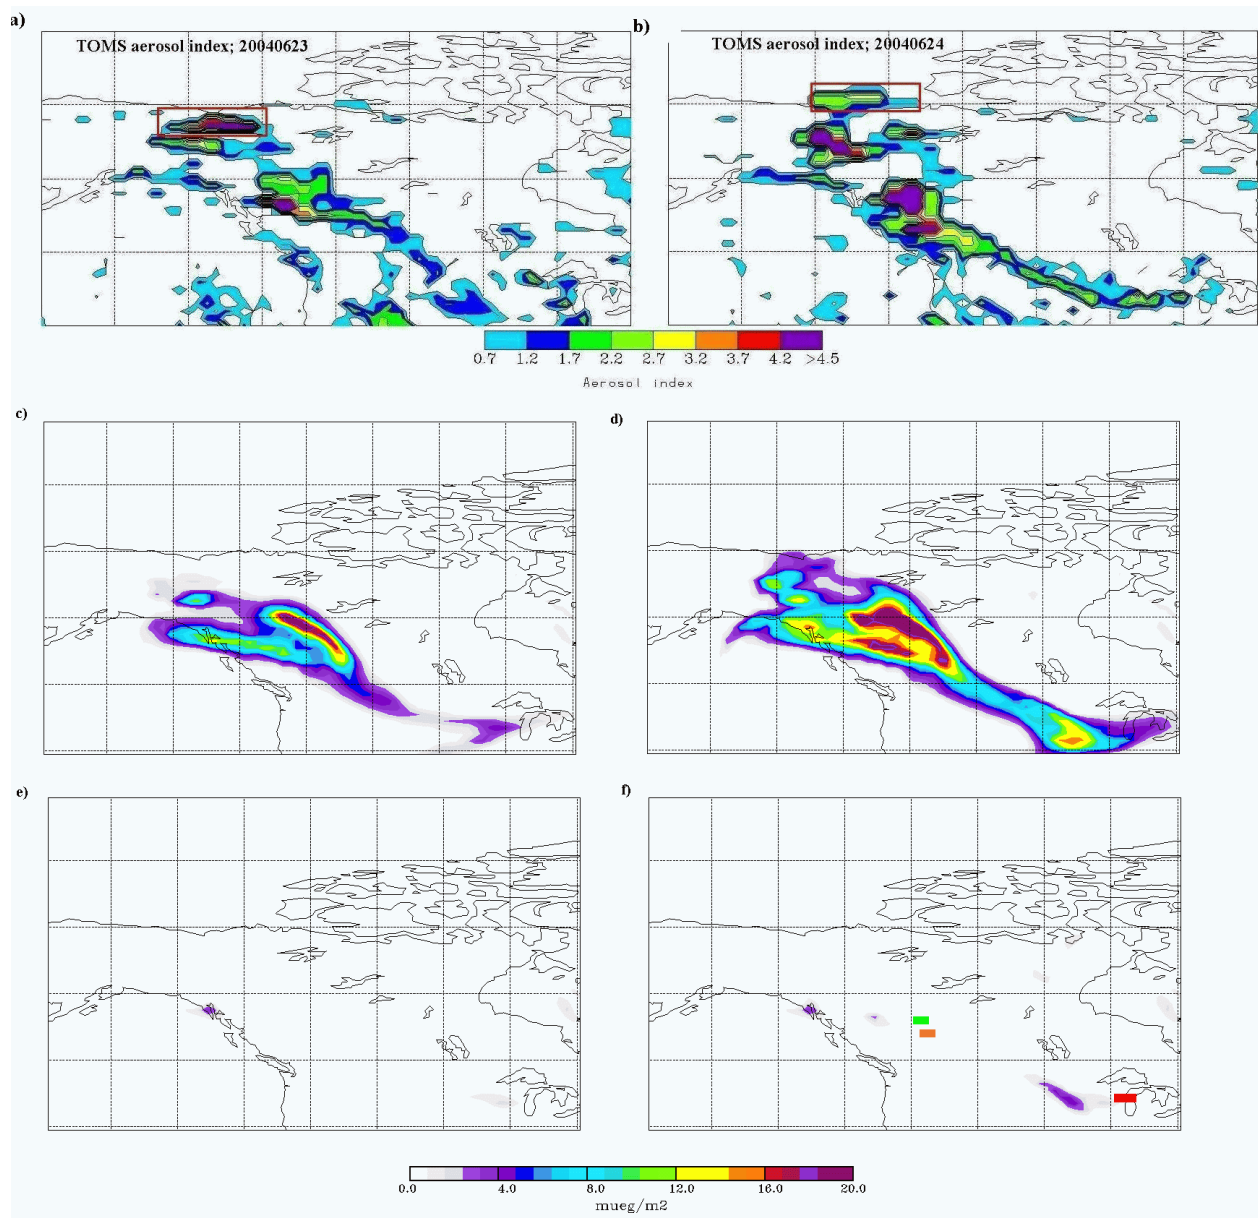 a)
b)
TOMS aerosol index; 20040623
TOMS aerosol index; 20040624
0.7 1.2 1.7 2.2 2.7 3.2 3.7 4.2 >4.5
Aerosol index
c)
d)
e)
f)
0.0 4.0 8.0 12.0 16.0 20.0
mueg/m2